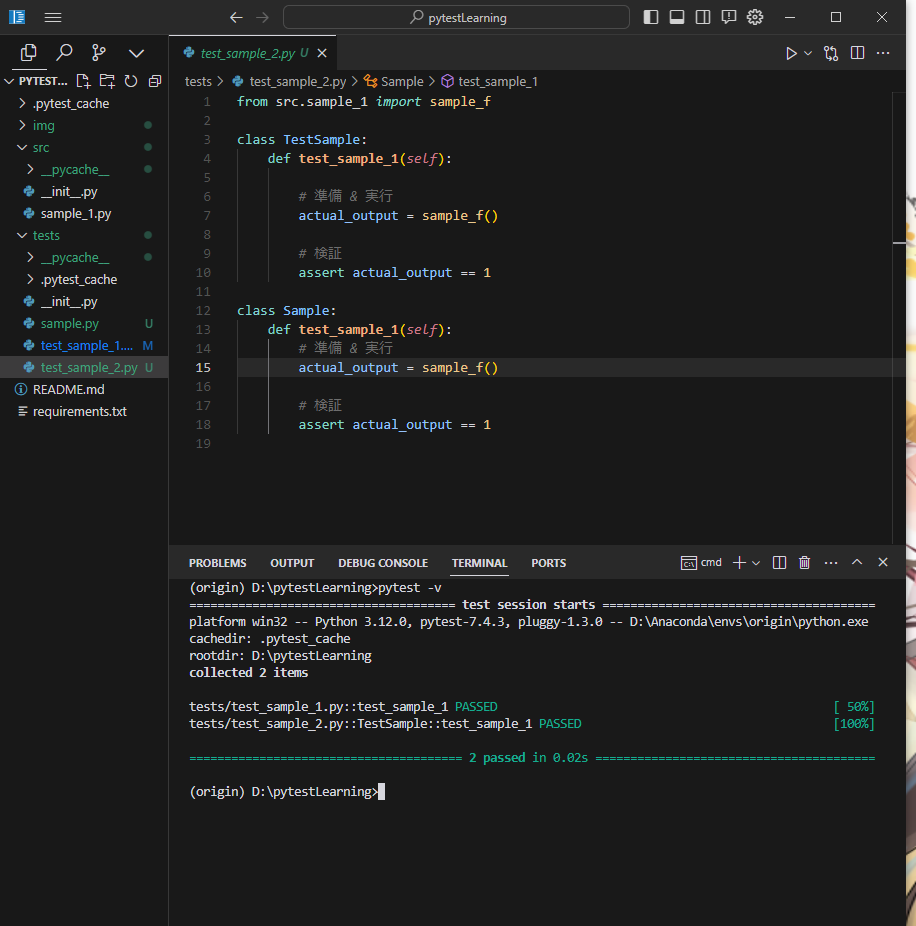 pytestLearning
PYTEST...
.pytest_cache
img
src
__pycache__
__init__.py
sample_1.py
tests
__pycache__
.pytest_cache
__init__.py
sample.py U
test_sample_1.... M
test_sample_2.py U
README.md
requirements.txt
test_sample_2.py U
tests > test_sample_2.py > Sample > test_sample_1
1 from src.sample_1 import sample_f
2
3 class TestSample:
4 def test_sample_1(self):
5
6 # 準備 & 実行
7 actual_output = sample_f()
8
9 # 検証
10 assert actual_output == 1
11
12 class Sample:
13 def test_sample_1(self):
14 # 準備 & 実行
15 actual_output = sample_f()
16
17 # 検証
18 assert actual_output == 1
19
PROBLEMS OUTPUT DEBUG CONSOLE TERMINAL PORTS cmd
(origin) D:\pytestLearning>pytest -v
====================================== test session starts =======================================
platform win32 -- Python 3.12.0, pytest-7.4.3, pluggy-1.3.0 -- D:\Anaconda\envs\origin\python.exe
cachedir: .pytest_cache
rootdir: D:\pytestLearning
collected 2 items
tests/test_sample_1.py::test_sample_1 PASSED [ 50%]
tests/test_sample_2.py::TestSample::test_sample_1 PASSED [100%]
======================================= 2 passed in 0.02s ========================================
(origin) D:\pytestLearning>